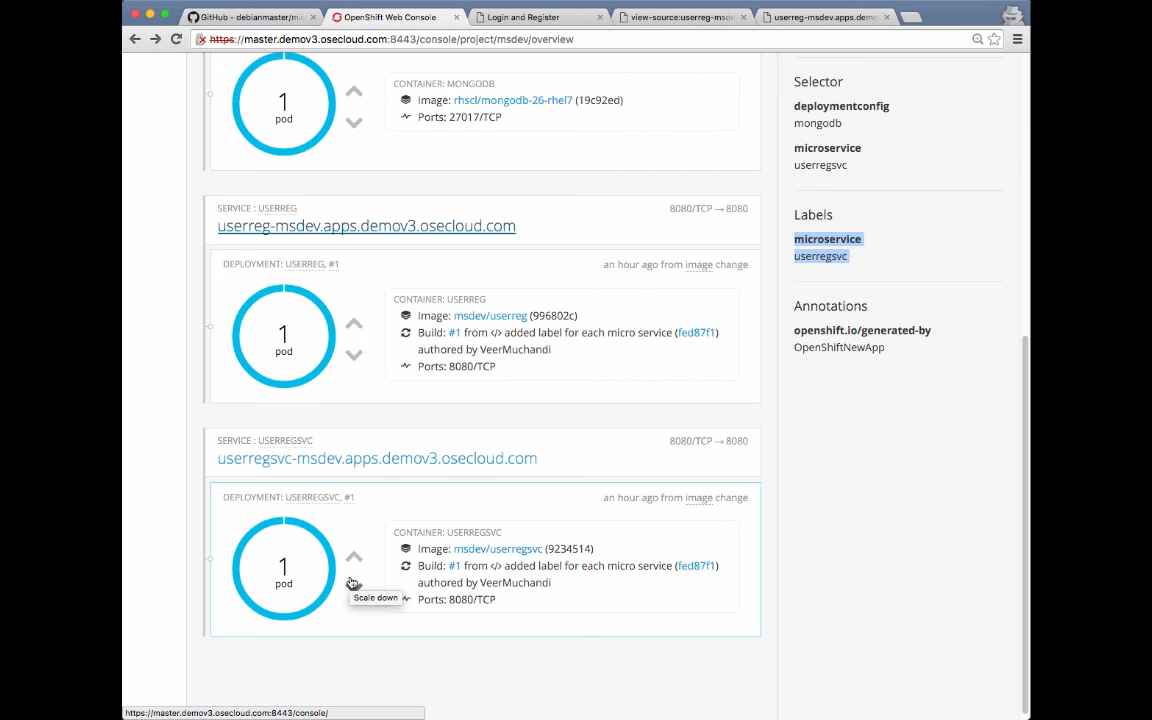 GitHub - debianmaster/mic
OpenShift Web Console
Login and Register
view-source:userreg-msde
userreg-msdev.apps.demo
https://master.demov3.osecloud.com:8443/console/project/msdev/overview
1
pod
CONTAINER: MONGODB
Image: rhscl/mongodb-26-rhel7 (19c92ed)
Ports: 27017/TCP
SERVICE : USERREG
8080/TCP → 8080
userreg-msdev.apps.demov3.osecloud.com
DEPLOYMENT: USERREG, #1
an hour ago from image change
1
pod
CONTAINER: USERREG
Image: msdev/userreg (996802c)
Build: #1 from </> added label for each micro service (fed87f1)
authored by VeerMuchandi
Ports: 8080/TCP
SERVICE : USERREGSVC
8080/TCP → 8080
userregsvc-msdev.apps.demov3.osecloud.com
DEPLOYMENT: USERREGSVC, #1
an hour ago from image change
1
pod
CONTAINER: USERREGSVC
Image: msdev/userregsvc (9234514)
Build: #1 from </> added label for each micro service (fed87f1)
authored by VeerMuchandi
Ports: 8080/TCP
Scale down
Selector
deploymentconfig
mongodb
microservice
userregsvc
Labels
microservice
userregsvc
Annotations
openshift.io/generated-by
OpenShiftNewApp
https://master.demov3.osecloud.com:8443/console/